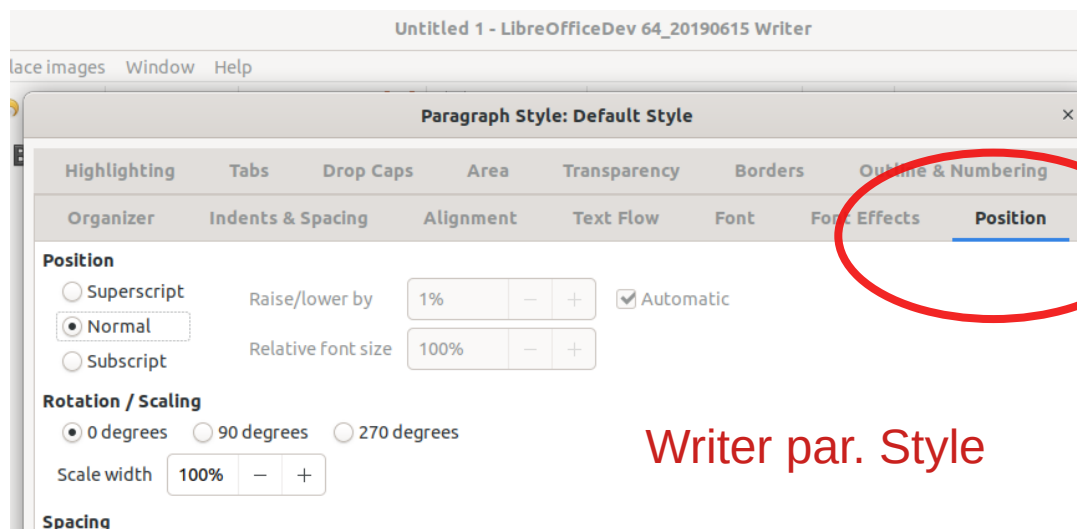 Untitled 1 - LibreOfficeDev 64_20190615 Writer
lace images Window Help
Paragraph Style: Default Style ×
Highlighting Tabs Drop Caps Area Transparency Borders Outline & Numbering
Organizer Indents & Spacing Alignment Text Flow Font Font Effects Position
Position
Superscript Raise/lower by 1% − + Automatic
Normal
Subscript Relative font size 100% − +
Rotation / Scaling
0 degrees 90 degrees 270 degrees
Scale width 100% − +
Writer par. Style
Spacing